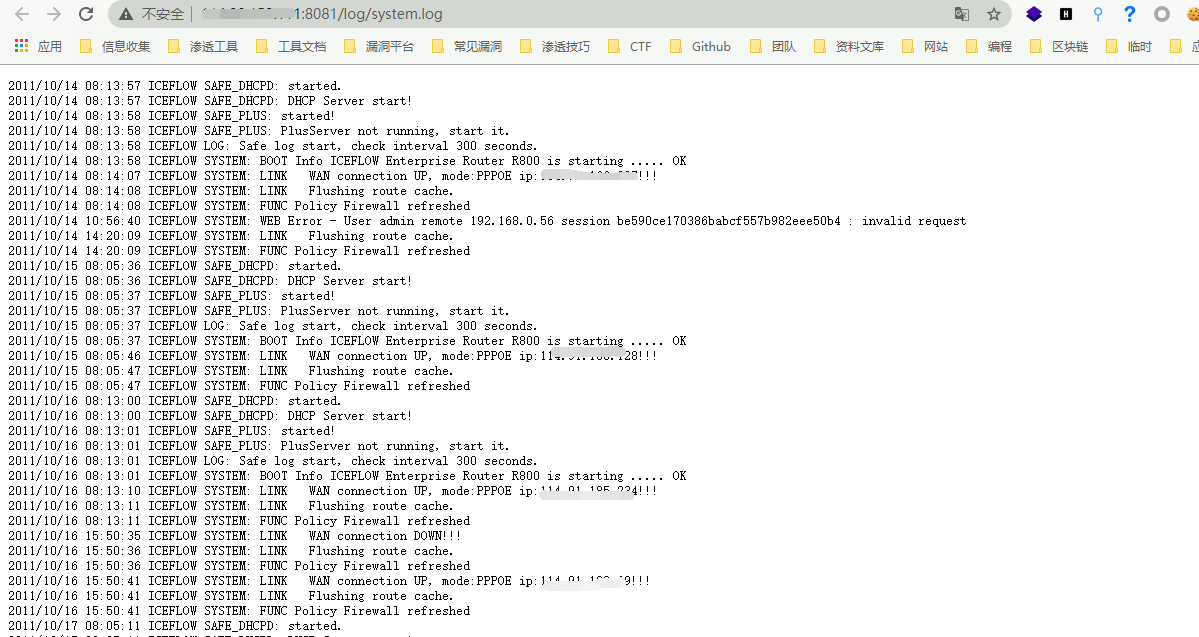 不安全 :8081/log/system.log
应用 信息收集 渗透工具 工具文档 漏洞平台 常见漏洞 渗透技巧 CTF Github 团队 资料文库 网站 编程 区块链 临时
2011/10/14 08:13:57 ICEFLOW SAFE_DHCPD: started.
2011/10/14 08:13:57 ICEFLOW SAFE_DHCPD: DHCP Server start!
2011/10/14 08:13:58 ICEFLOW SAFE_PLUS: started!
2011/10/14 08:13:58 ICEFLOW SAFE_PLUS: PlusServer not running, start it.
2011/10/14 08:13:58 ICEFLOW LOG: Safe log start, check interval 300 seconds.
2011/10/14 08:13:58 ICEFLOW SYSTEM: BOOT Info ICEFLOW Enterprise Router R800 is starting ..... OK
2011/10/14 08:14:07 ICEFLOW SYSTEM: LINK   WAN connection UP, mode:PPPOE ip: !!!
2011/10/14 08:14:08 ICEFLOW SYSTEM: LINK   Flushing route cache.
2011/10/14 08:14:08 ICEFLOW SYSTEM: FUNC Policy Firewall refreshed
2011/10/14 10:56:40 ICEFLOW SYSTEM: WEB Error - User admin remote 192.168.0.56 session be590ce170386babcf557b982eee50b4 : invalid request
2011/10/14 14:20:09 ICEFLOW SYSTEM: LINK   Flushing route cache.
2011/10/14 14:20:09 ICEFLOW SYSTEM: FUNC Policy Firewall refreshed
2011/10/15 08:05:36 ICEFLOW SAFE_DHCPD: started.
2011/10/15 08:05:36 ICEFLOW SAFE_DHCPD: DHCP Server start!
2011/10/15 08:05:37 ICEFLOW SAFE_PLUS: started!
2011/10/15 08:05:37 ICEFLOW SAFE_PLUS: PlusServer not running, start it.
2011/10/15 08:05:37 ICEFLOW LOG: Safe log start, check interval 300 seconds.
2011/10/15 08:05:37 ICEFLOW SYSTEM: BOOT Info ICEFLOW Enterprise Router R800 is starting ..... OK
2011/10/15 08:05:46 ICEFLOW SYSTEM: LINK   WAN connection UP, mode:PPPOE ip: !!!
2011/10/15 08:05:47 ICEFLOW SYSTEM: LINK   Flushing route cache.
2011/10/15 08:05:47 ICEFLOW SYSTEM: FUNC Policy Firewall refreshed
2011/10/16 08:13:00 ICEFLOW SAFE_DHCPD: started.
2011/10/16 08:13:00 ICEFLOW SAFE_DHCPD: DHCP Server start!
2011/10/16 08:13:01 ICEFLOW SAFE_PLUS: started!
2011/10/16 08:13:01 ICEFLOW SAFE_PLUS: PlusServer not running, start it.
2011/10/16 08:13:01 ICEFLOW LOG: Safe log start, check interval 300 seconds.
2011/10/16 08:13:01 ICEFLOW SYSTEM: BOOT Info ICEFLOW Enterprise Router R800 is starting ..... OK
2011/10/16 08:13:10 ICEFLOW SYSTEM: LINK   WAN connection UP, mode:PPPOE ip: !!!
2011/10/16 08:13:11 ICEFLOW SYSTEM: LINK   Flushing route cache.
2011/10/16 08:13:11 ICEFLOW SYSTEM: FUNC Policy Firewall refreshed
2011/10/16 15:50:35 ICEFLOW SYSTEM: LINK   WAN connection DOWN!!!
2011/10/16 15:50:36 ICEFLOW SYSTEM: LINK   Flushing route cache.
2011/10/16 15:50:36 ICEFLOW SYSTEM: FUNC Policy Firewall refreshed
2011/10/16 15:50:41 ICEFLOW SYSTEM: LINK   WAN connection UP, mode:PPPOE ip: !!!
2011/10/16 15:50:41 ICEFLOW SYSTEM: LINK   Flushing route cache.
2011/10/16 15:50:41 ICEFLOW SYSTEM: FUNC Policy Firewall refreshed
2011/10/17 08:05:11 ICEFLOW SAFE_DHCPD: started.